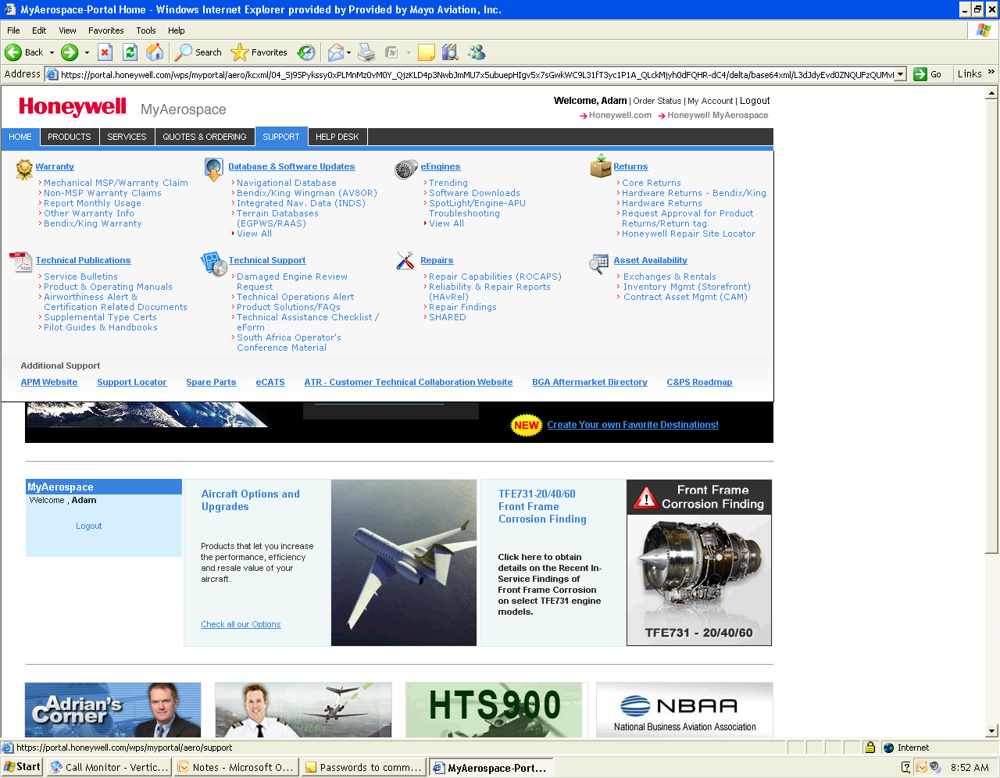 MyAerospace-Portal Home - Windows Internet Explorer provided by Provided by Mayo Aviation, Inc.
File Edit View Favorites Tools Help
Back Search Favorites
Address https://portal.honeywell.com/wps/myportal/aero/kcxml/04_Sj9SPykssy0xPLMnMz0vM0Y_QjzKLD4p3NwbJmMU7x5ubuepHIgv5x7sGwkWC9L31fT3yc1P1A_QLckMjyh0dFQHR-dC4/delta/base64xml/L3dJdyEvd0ZNQUFzQUMvI Go Links »
Honeywell MyAerospace
Welcome, Adam | Order Status | My Account | Logout
Honeywell.com Honeywell MyAerospace
HOME PRODUCTS SERVICES QUOTES & ORDERING SUPPORT HELP DESK
Warranty
Mechanical MSP/Warranty Claim
Non-MSP Warranty Claims
Report Monthly Usage
Other Warranty Info
Bendix/King Warranty
Database & Software Updates
Navigational Database
Bendix/King Wingman (AV8OR)
Integrated Nav. Data (INDS)
Terrain Databases
(EGPWS/RAAS)
View All
eEngines
Trending
Software Downloads
SpotLight/Engine-APU
Troubleshooting
View All
Returns
Core Returns
Hardware Returns - Bendix/King
Hardware Returns
Request Approval for Product
Returns/Return tag
Honeywell Repair Site Locator
Technical Publications
Service Bulletins
Product & Operating Manuals
Airworthiness Alert &
Certification Related Documents
Supplemental Type Certs
Pilot Guides & Handbooks
Technical Support
Damaged Engine Review
Request
Technical Operations Alert
Product Solutions/FAQs
Technical Assistance Checklist /
eForm
South Africa Operator's
Conference Material
Repairs
Repair Capabilities (ROCAPS)
Reliability & Repair Reports
(HAvRel)
Repair Findings
SHARED
Asset Availability
Exchanges & Rentals
Inventory Mgmt (Storefront)
Contract Asset Mgmt (CAM)
Additional Support
APM Website Support Locator Spare Parts eCATS ATR - Customer Technical Collaboration Website BGA Aftermarket Directory C&PS Roadmap
NEW Create Your own Favorite Destinations!
MyAerospace
Welcome , Adam
Logout
Aircraft Options and
Upgrades
Products that let you increase
the performance, efficiency
and resale value of your
aircraft.
Check all our Options
TFE731-20/40/60
Front Frame
Corrosion Finding
Click here to obtain
details on the Recent In-
Service Findings of
Front Frame Corrosion
on select TFE731 engine
models.
Front Frame
Corrosion Finding
TFE731 - 20/40/60
Adrian's
Corner
HTS900
NBAA
National Business Aviation Association
https://portal.honeywell.com/wps/myportal/aero/support Internet
Start Call Monitor - Vertic... Notes - Microsoft O... Passwords to comm... MyAerospace-Port... 8:52 AM